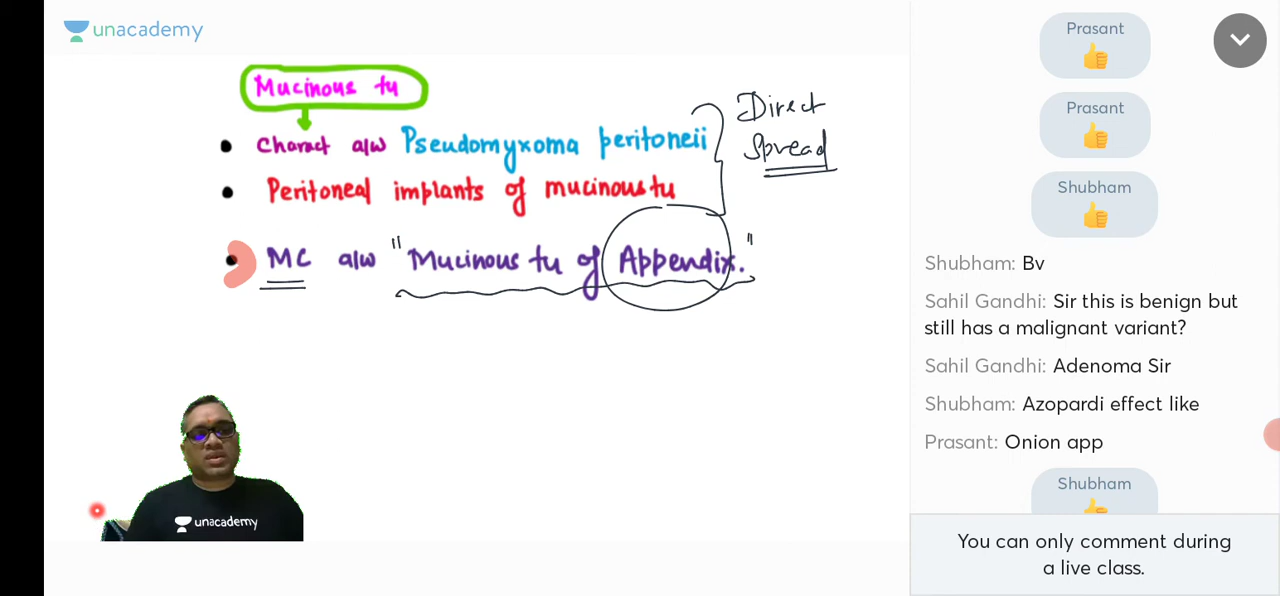 unacademy
Mucinous tu
• Charact a/w Pseudomyxoma peritoneii
• Peritoneal implants of mucinous tu
Direct
Spread
• MC a/w "Mucinous tu of Appendix."
unacademy
Prasant
👍
Prasant
👍
Shubham
👍
Shubham: Bv
Sahil Gandhi: Sir this is benign but
still has a malignant variant?
Sahil Gandhi: Adenoma Sir
Shubham: Azopardi effect like
Prasant: Onion app
Shubham
👍
You can only comment during
a live class.